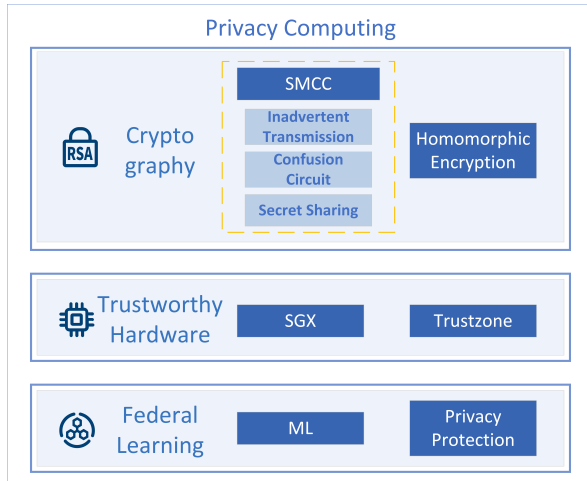 Privacy Computing
RSA
Crypto
graphy
SMCC
Inadvertent
Transmission
Confusion
Circuit
Secret Sharing
Homomorphic
Encryption
Trustworthy
Hardware
SGX
Trustzone
Federal
Learning
ML
Privacy
Protection